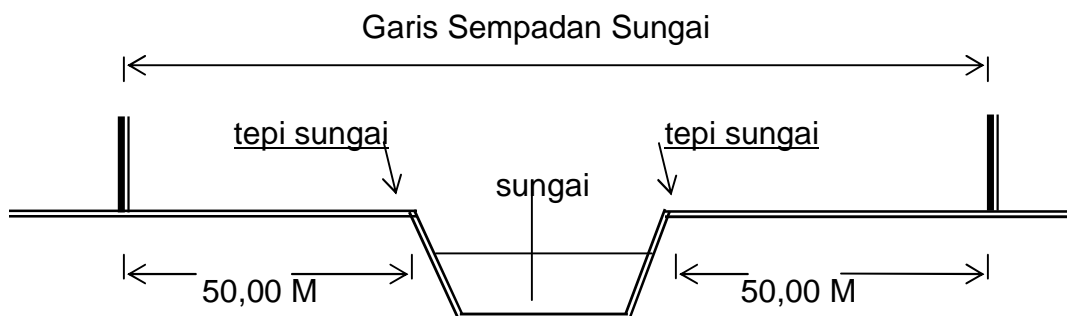 Garis Sempadan Sungai
tepi sungai
tepi sungai
sungai
50,00 M
50,00 M